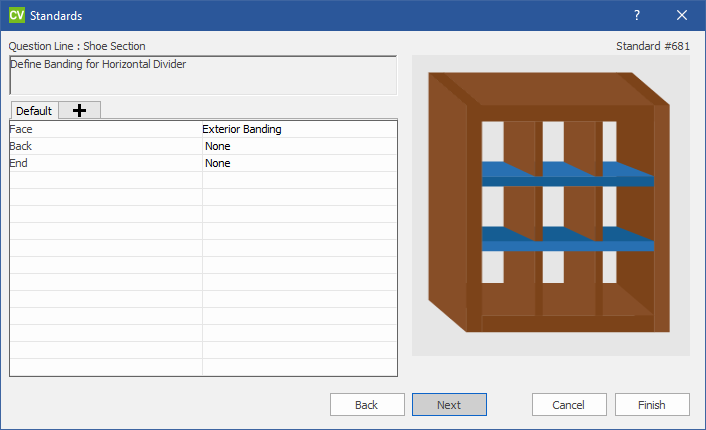 CV Standards ?
Question Line : Shoe Section Standard #681
Define Banding for Horizontal Divider
Default +
Face Exterior Banding
Back None
End None
Back Next Cancel Finish